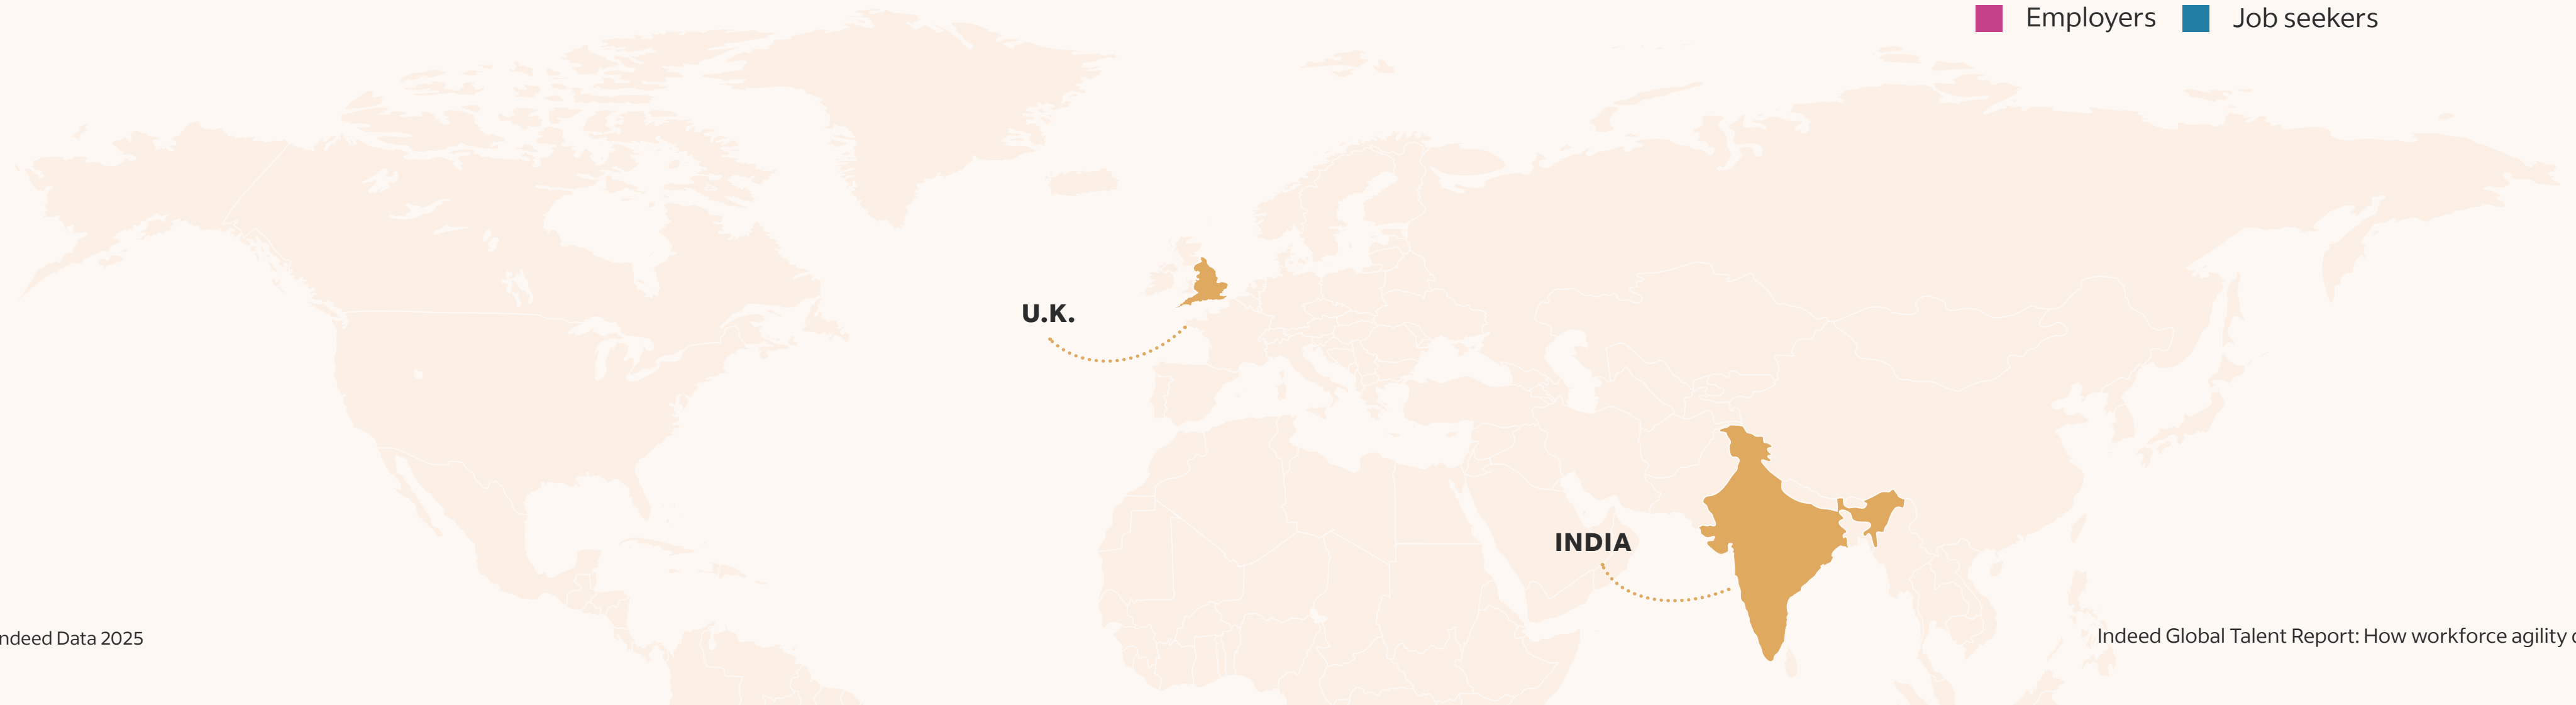 Employers Job seekers
U.K.
INDIA
ndeed Data 2025
Indeed Global Talent Report: How workforce agility